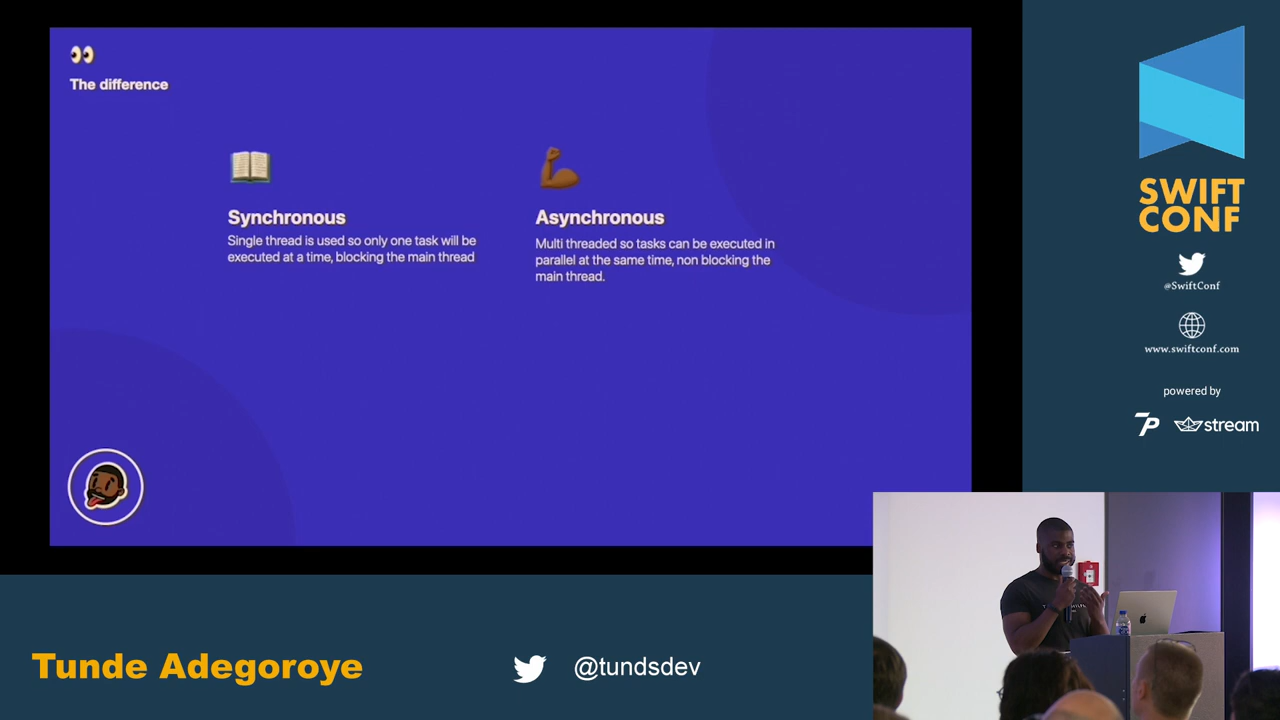 The difference
Synchronous
Single thread is used so only one task will be
executed at a time, blocking the main thread
Asynchronous
Multi threaded so tasks can be executed in
parallel at the same time, non blocking the
main thread.
SWIFT
CONF
@SwiftConf
www.swiftconf.com
powered by
7P stream
Tunde Adegoroye
@tundsdev